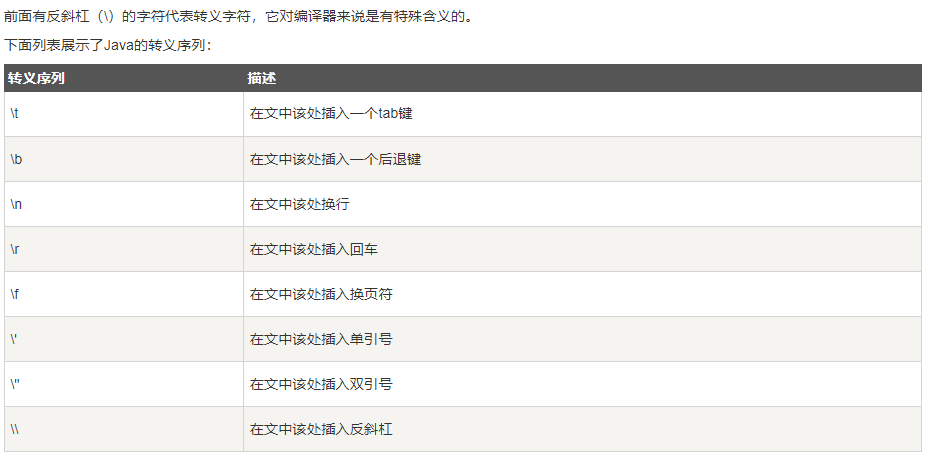 前面有反斜杠（\）的字符代表转义字符，它对编译器来说是有特殊含义的。
下面列表展示了Java的转义序列：
转义序列 描述
\t 在文中该处插入一个tab键
\b 在文中该处插入一个后退键
\n 在文中该处换行
\r 在文中该处插入回车
\f 在文中该处插入换页符
\' 在文中该处插入单引号
\" 在文中该处插入双引号
\\ 在文中该处插入反斜杠